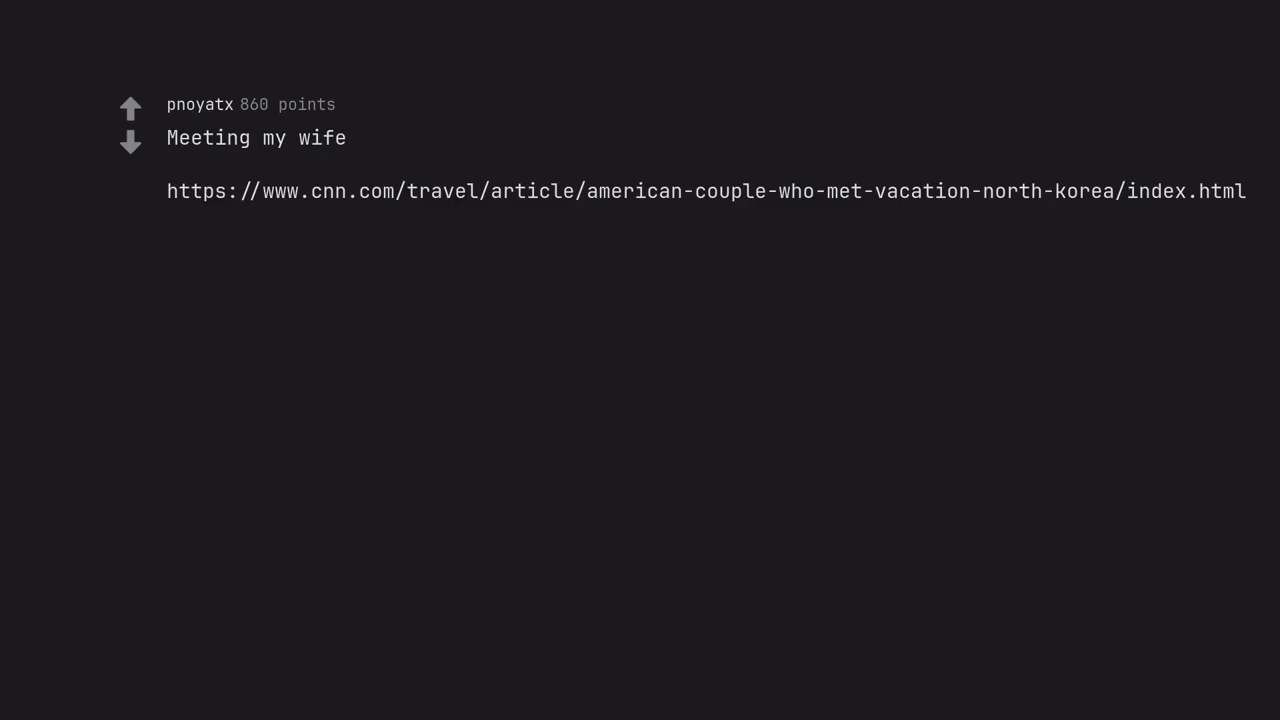 pnoyatx 860 points
Meeting my wife
https://www.cnn.com/travel/article/american-couple-who-met-vacation-north-korea/index.html